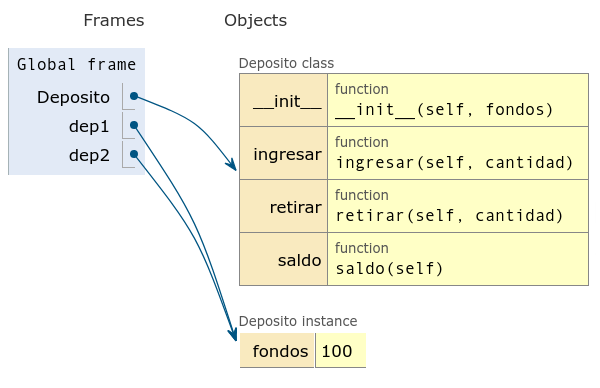 Frames
Objects
Global frame
Deposito
dep1
dep2
Deposito class
__init__
function
__init__(self, fondos)
ingresar
function
ingresar(self, cantidad)
retirar
function
retirar(self, cantidad)
saldo
function
saldo(self)
Deposito instance
fondos
100